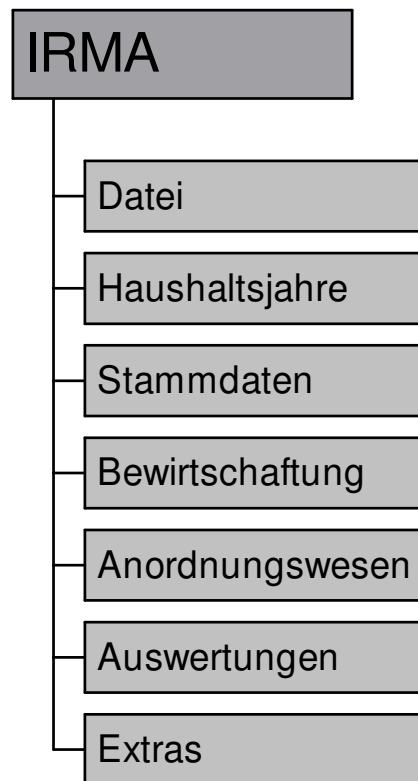 IRMA
Datei
Haushaltsjahre
Stammdaten
Bewirtschaftung
Anordnungswesen
Auswertungen
Extras